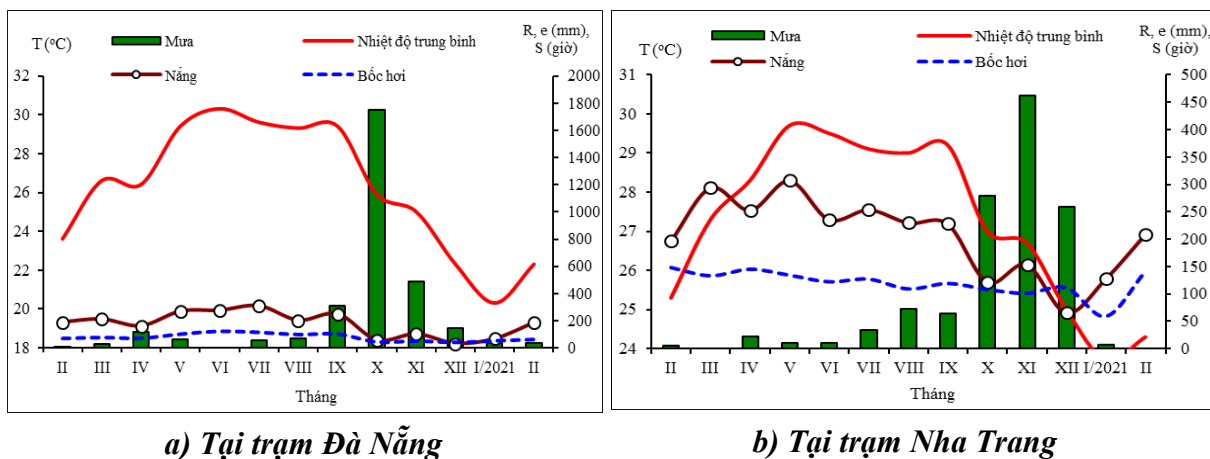 T (°C)
R, e (mm),
S (giờ)
Mưa
Nhiệt độ trung bình
Nắng
Bốc hơi
32
30
28
26
24
22
20
18
2000
1800
1600
1400
1200
1000
800
600
400
200
0
II III IV V VI VII VIII IX X XI XII I/2021 II
Tháng
a) Tại trạm Đà Nẵng
T (°C)
R, e (mm),
S (giờ)
Mưa
Nhiệt độ trung bình
Nắng
Bốc hơi
31
30
29
28
27
26
25
24
500
450
400
350
300
250
200
150
100
50
0
II III IV V VI VII VIII IX X XI XII I/2021 II
Tháng
b) Tại trạm Nha Trang